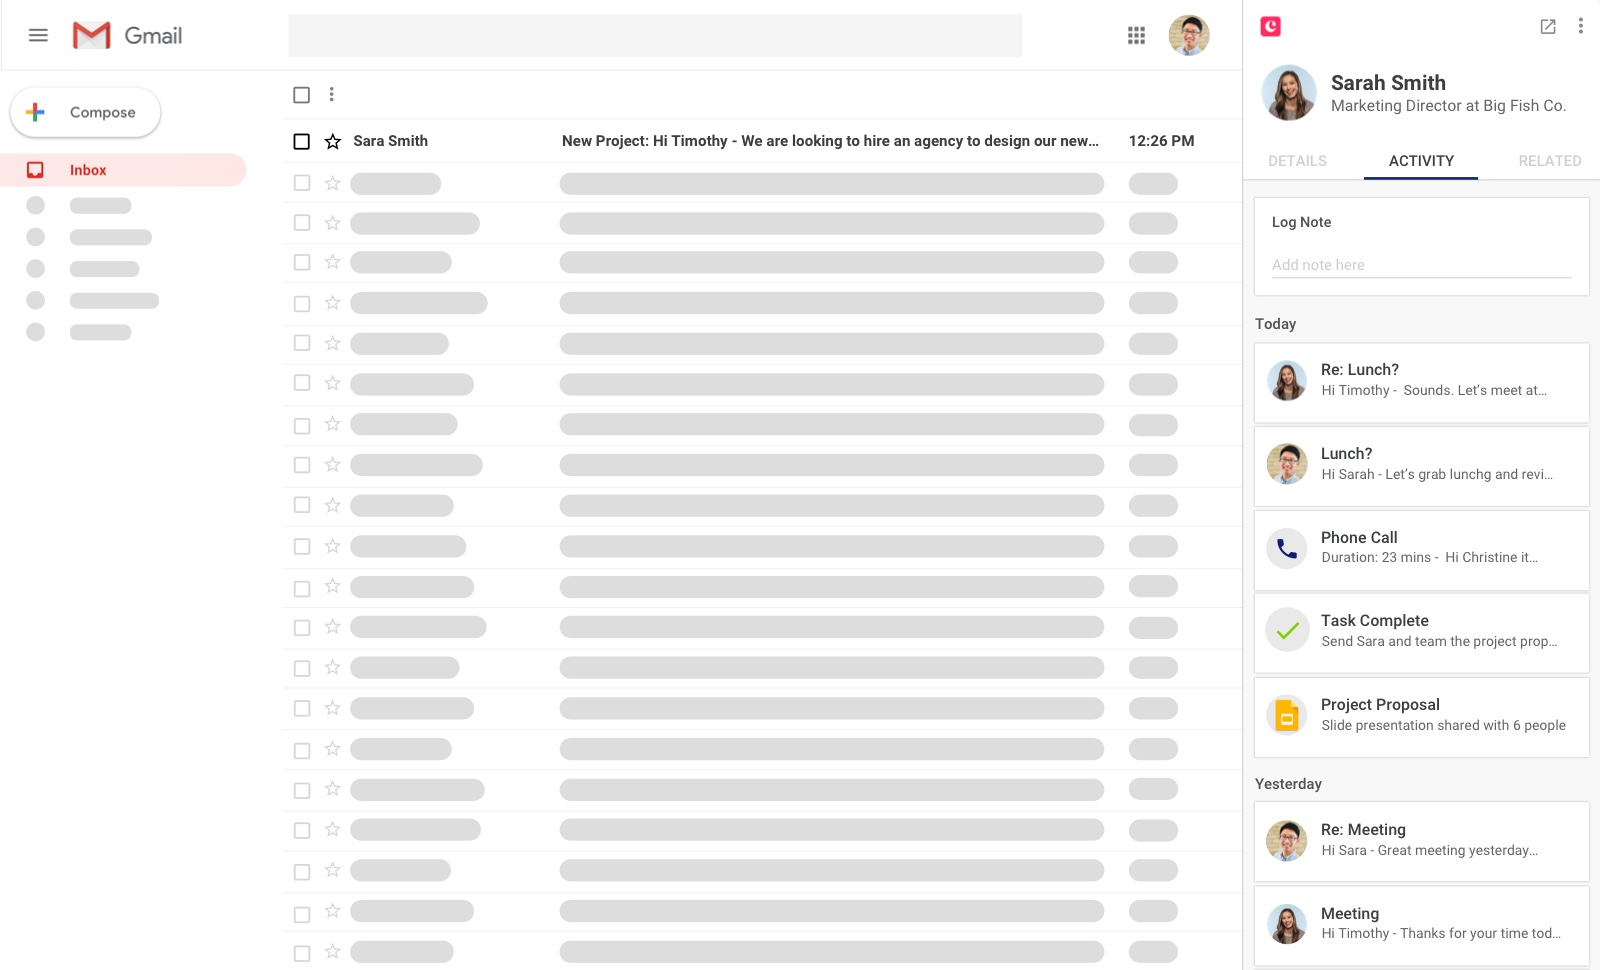 Gmail
Compose
Inbox
Sara Smith New Project: Hi Timothy - We are looking to hire an agency to design our new... 12:26 PM
Sarah Smith
Marketing Director at Big Fish Co.
DETAILS ACTIVITY RELATED
Log Note
Add note here
Today
Re: Lunch?
Hi Timothy - Sounds. Let's meet at...
Lunch?
Hi Sarah - Let's grab lunchg and revi...
Phone Call
Duration: 23 mins - Hi Christine it...
Task Complete
Send Sara and team the project prop...
Project Proposal
Slide presentation shared with 6 people
Yesterday
Re: Meeting
Hi Sara - Great meeting yesterday...
Meeting
Hi Timothy - Thanks for your time tod...